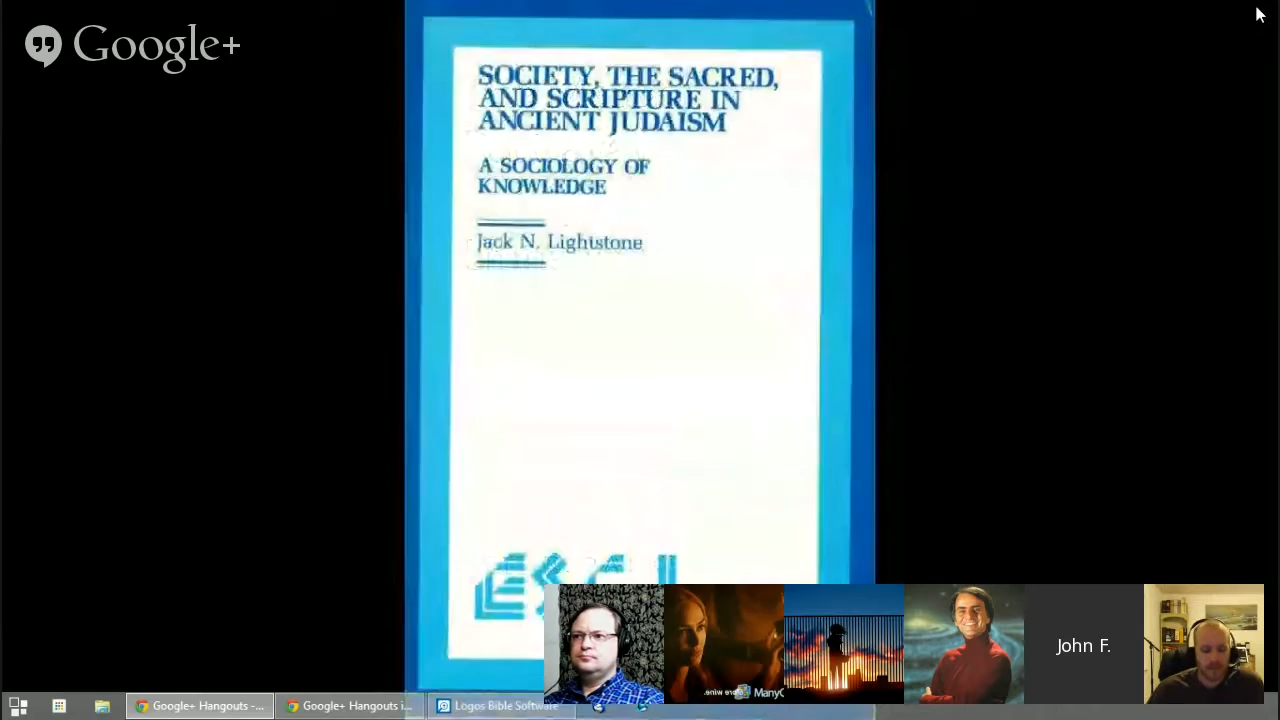 Google+
SOCIETY, THE SACRED,
AND SCRIPTURE IN
ANCIENT JUDAISM
A SOCIOLOGY OF
KNOWLEDGE
Jack N. Lightstone
John F.
ManyC
Google+ Hangouts -...
Google+ Hangouts i...
Logos Bible Software